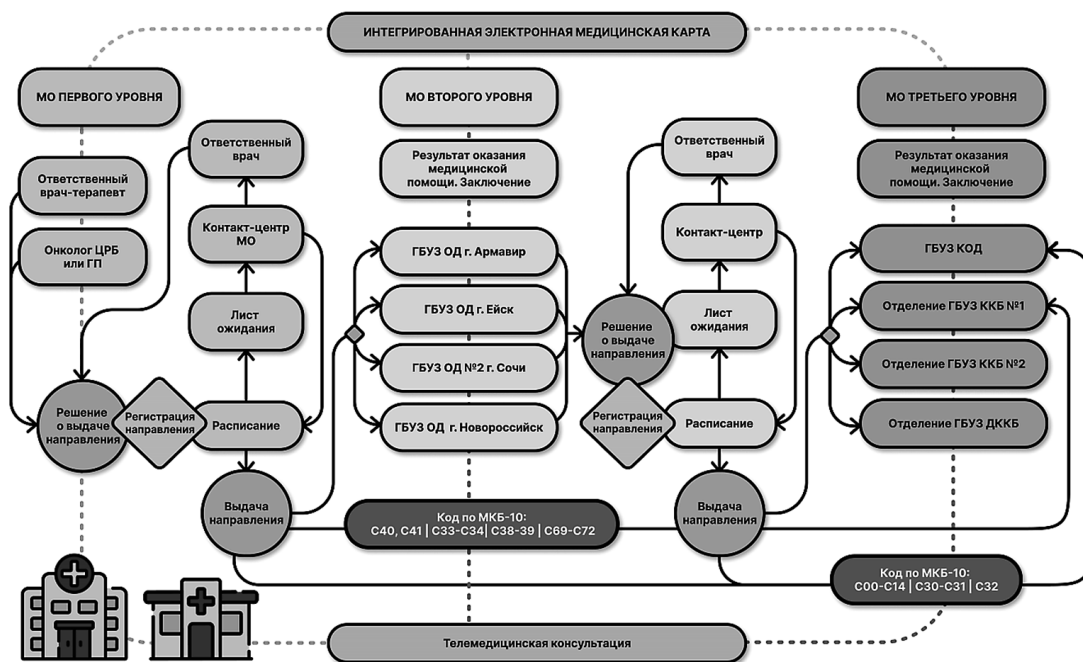 ИНТЕГРИРОВАННАЯ ЭЛЕКТРОННАЯ МЕДИЦИНСКАЯ КАРТА
МО ПЕРВОГО УРОВНЯ
Ответственный
врач-терапевт
Онколог ЦРБ
или ГП
Решение
о выдаче
направления
Регистрация
направления
Ответственный
врач
Контакт-центр
МО
Лист
ожидания
Расписание
Выдача
направления
МО ВТОРОГО УРОВНЯ
Результат оказания
медицинской
помощи. Заключение
ГБУЗ ОД г. Армавир
ГБУЗ ОД г. Ейск
ГБУЗ ОД №2 г. Сочи
ГБУЗ ОД г. Новороссийск
Код по МКБ-10:
C40, C41 | C33-C34| C38-39 | C69-C72
Решение
о выдаче
направления
Регистрация
направления
Ответственный
врач
Контакт-центр
Лист
ожидания
Расписание
Выдача
направления
МО ТРЕТЬЕГО УРОВНЯ
Результат оказания
медицинской
помощи. Заключение
ГБУЗ КОД
Отделение ГБУЗ ККБ №1
Отделение ГБУЗ ККБ №2
Отделение ГБУЗ ДККБ
Код по МКБ-10:
C00-C14 | C30-C31 | C32
Телемедицинская консультация